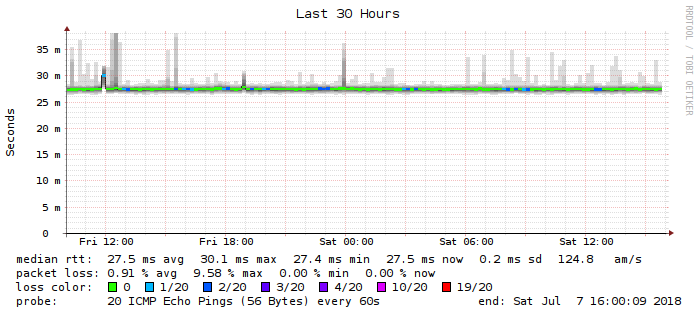 Last 30 Hours
RRDTOOL / TOBI OETIKER
Seconds
35 m
30 m
25 m
20 m
15 m
10 m
5 m
0
Fri 12:00 Fri 18:00 Sat 00:00 Sat 06:00 Sat 12:00
median rtt: 27.5 ms avg 30.1 ms max 27.4 ms min 27.5 ms now 0.2 ms sd 124.8 am/s
packet loss: 0.91 % avg 9.58 % max 0.00 % min 0.00 % now
loss color: 0 1/20 2/20 3/20 4/20 10/20 19/20
probe: 20 ICMP Echo Pings (56 Bytes) every 60s end: Sat Jul 7 16:00:09 2018